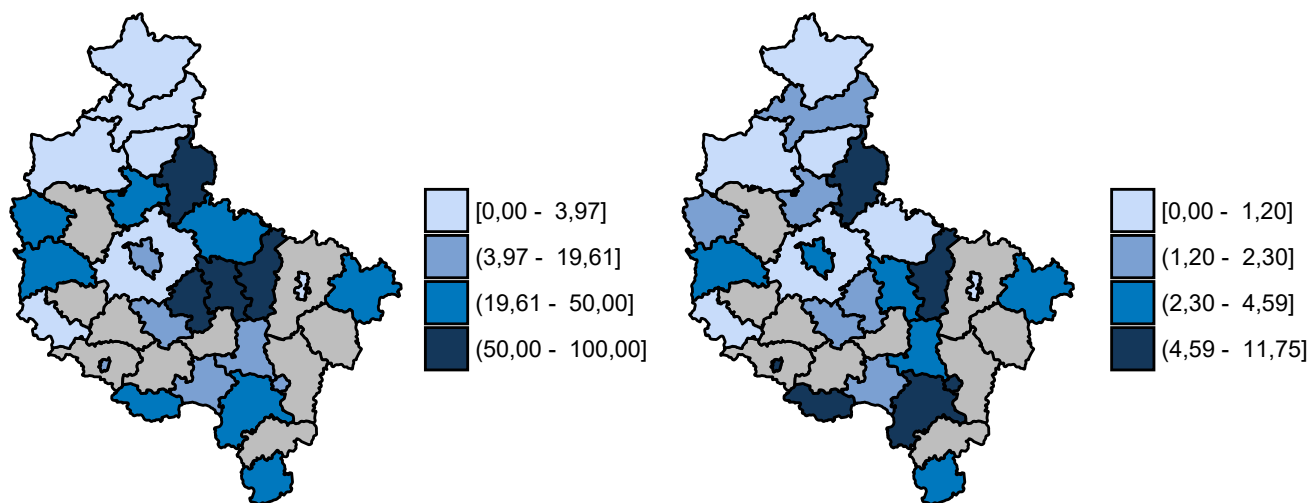 [0,00 - 3,97]
(3,97 - 19,61]
(19,61 - 50,00]
(50,00 - 100,00]
[0,00 - 1,20]
(1,20 - 2,30]
(2,30 - 4,59]
(4,59 - 11,75]